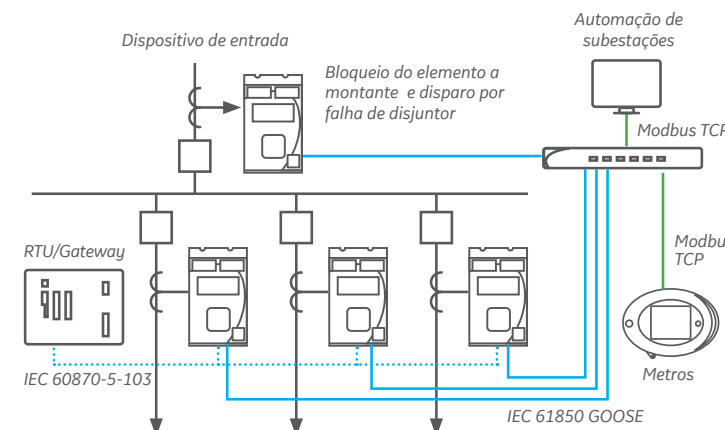 Automação de
subestações
Dispositivo de entrada
Bloqueio do elemento a
montante e disparo por
falha de disjuntor
Modbus TCP
RTU/Gateway
Modbu
TCP
IEC 60870-5-103
Metros
IEC 61850 GOOSE